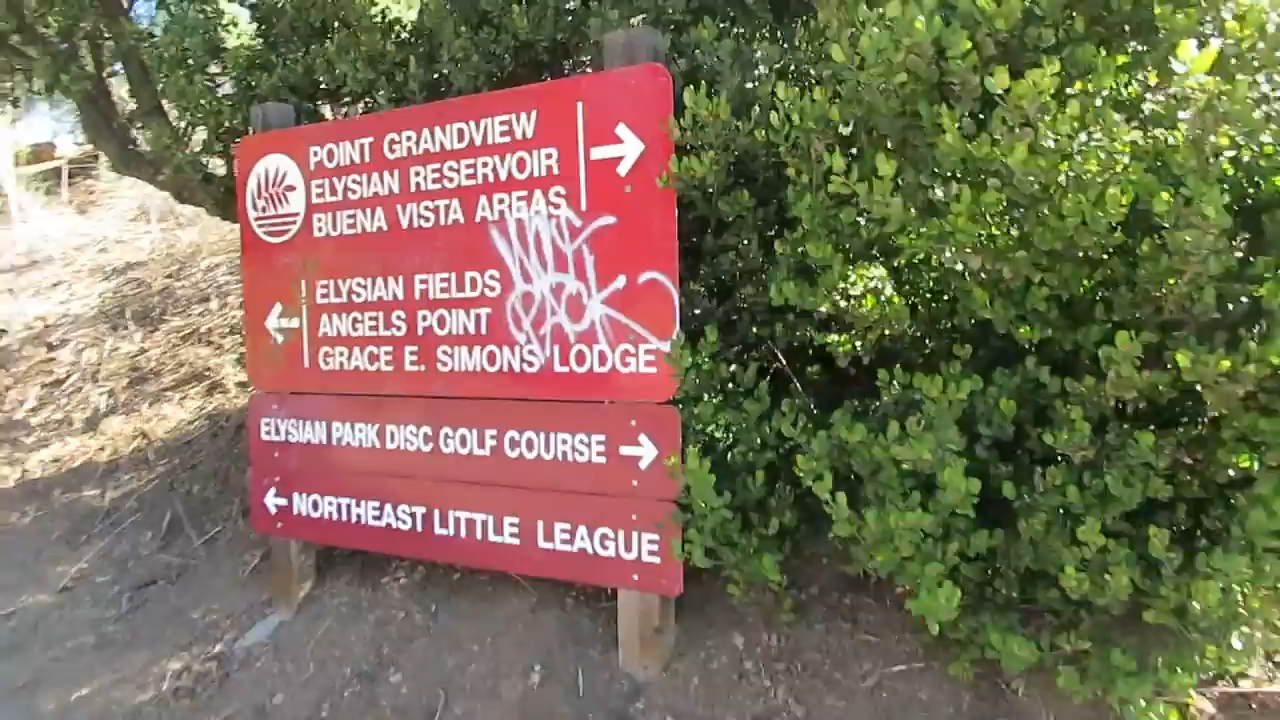 POINT GRANDVIEW
ELYSIAN RESERVOIR
BUENA VISTA AREAS
ELYSIAN FIELDS
ANGELS POINT
GRACE E. SIMONS LODGE
ELYSIAN PARK DISC GOLF COURSE
NORTHEAST LITTLE LEAGUE